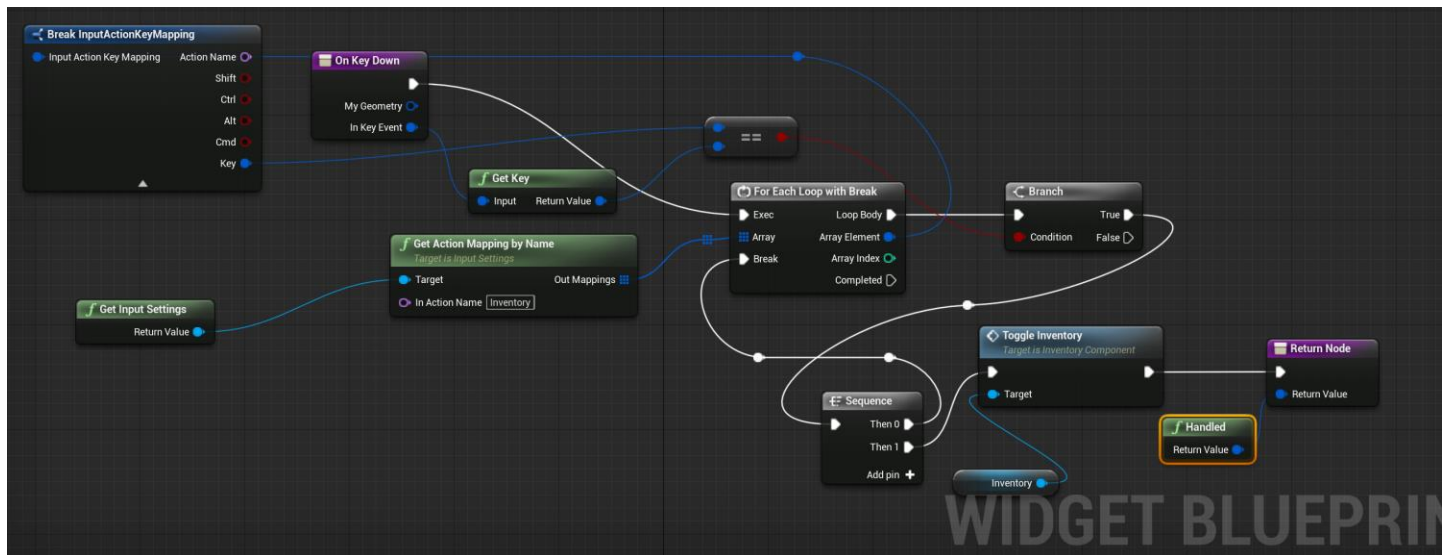 Break InputActionKeyMapping
Input Action Key Mapping
Action Name
Shift
Ctrl
Alt
Cmd
Key
On Key Down
My Geometry
In Key Event
==
f Get Key
Input
Return Value
f Get Action Mapping by Name
Target is Input Settings
Target
Out Mappings
In Action Name Inventory
f Get Input Settings
Return Value
For Each Loop with Break
Exec
Loop Body
Array
Array Element
Break
Array Index
Completed
Branch
True
Condition
False
Sequence
Then 0
Then 1
Add pin +
Toggle Inventory
Target is Inventory Component
Target
Inventory
Return Node
Return Value
f Handled
Return Value
WIDGET BLUEPRIN